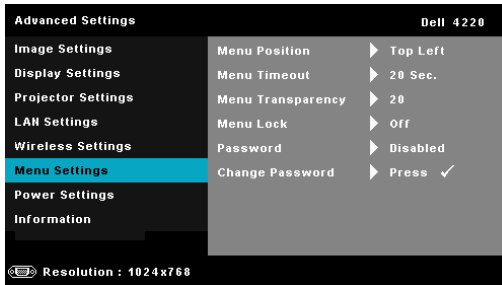 Advanced Settings Dell 4220
Image Settings
Display Settings
Projector Settings
LAN Settings
Wireless Settings
Menu Settings
Power Settings
Information
Menu Position Top Left
Menu Timeout 20 Sec.
Menu Transparency 20
Menu Lock Off
Password Disabled
Change Password Press ✓
Resolution : 1024x768